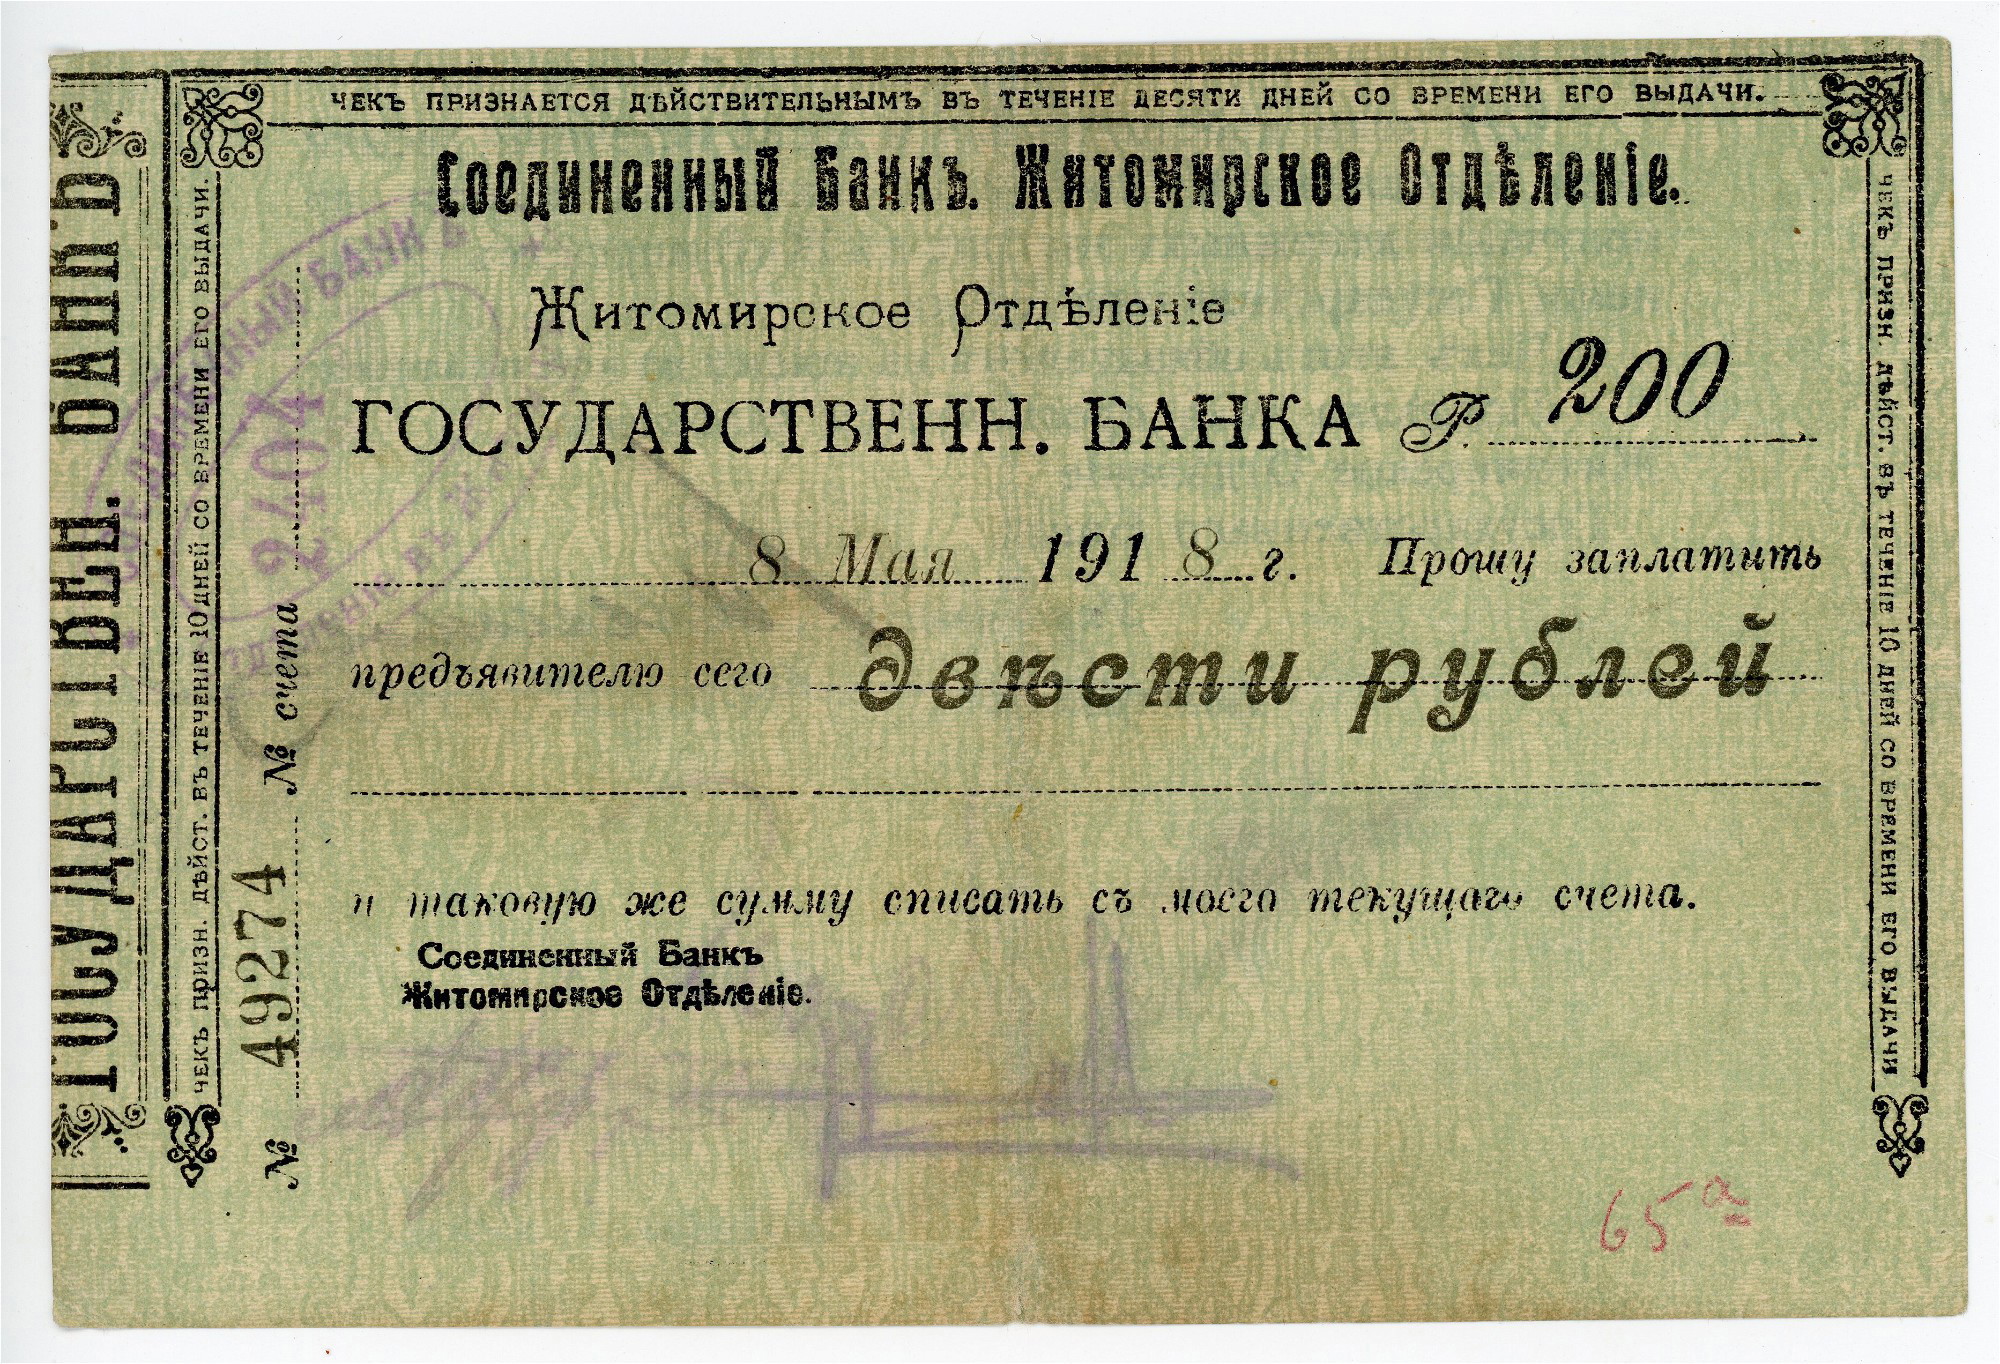 ЧЕКЪ ПРИЗНАЕТСЯ ДѢЙСТВИТЕЛЬНЫМЪ ВЪ ТЕЧЕНІЕ ДЕСЯТИ ДНЕЙ СО ВРЕМЕНИ ЕГО ВЫДАЧИ.
Соединенный Банкъ. Житомирское Отдѣленіе.
Житомирское Отдѣленіе
ГОСУДАРСТВЕНН. БАНКА Р. 200
8 Мая 1918 г. Прошу заплатить
предъявителю сего двѣсти рублей
и таковую же сумму списать съ моего текущаго счета.
Соединенный Банкъ
Житомирское Отдѣленіе.
65а
№ 49274 № счета 2404
ЧЕКЪ ПРИЗН. ДѢЙСТ. ВЪ ТЕЧЕНІЕ 10 ДНЕЙ СО ВРЕМЕНИ ЕГО ВЫДАЧИ.
ЧЕКЪ ПРИЗН. ДѢЙСТ. ВЪ ТЕЧЕНІЕ 10 ДНЕЙ СО ВРЕМЕНИ ЕГО ВЫДАЧИ
ГОСУДАРСТВЕН. БАНКЪ